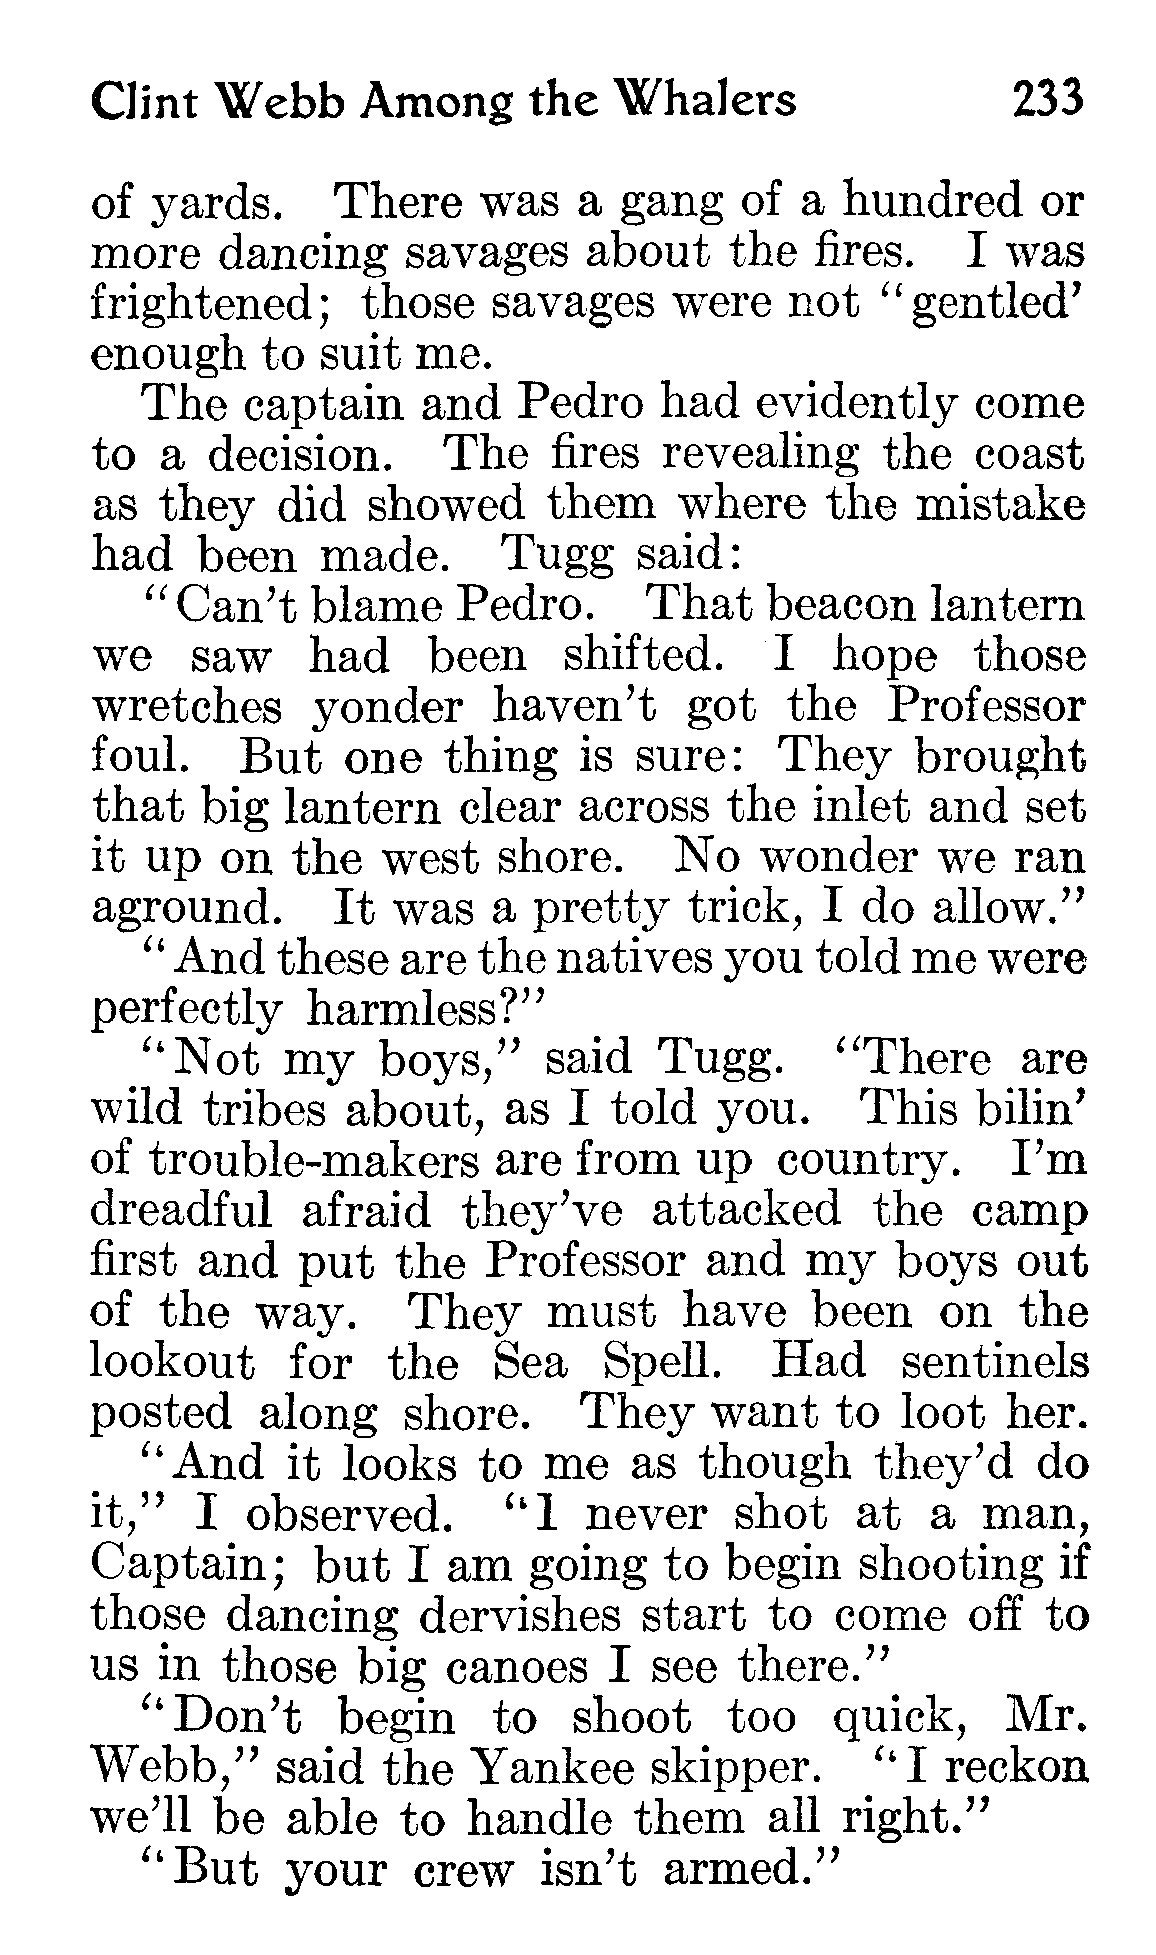 Clint Webb Among the Whalers 233
of yards. There was a gang of a hundred or
more dancing savages about the fires. I was
frightened; those savages were not "gentled'
enough to suit me.
The captain and Pedro had evidently come
to a decision. The fires revealing the coast
as they did showed them where the mistake
had been made. Tugg said:
"Can't blame Pedro. That beacon lantern
we saw had been shifted. I hope those
wretches yonder haven't got the Professor
foul. But one thing is sure: They brought
that big lantern clear across the inlet and set
it up on the west shore. No wonder we ran
aground. It was a pretty trick, I do allow."
"And these are the natives you told me were
perfectly harmless?"
"Not my boys," said Tugg. "There are
wild tribes about, as I told you. This bilin'
of trouble-makers are from up country. I'm
dreadful afraid they've attacked the camp
first and put the Professor and my boys out
of the way. They must have been on the
lookout for the Sea Spell. Had sentinels
posted along shore. They want to loot her.
"And it looks to me as though they'd do
it," I observed. "I never shot at a man,
Captain; but I am going to begin shooting if
those dancing dervishes start to come off to
us in those big canoes I see there."
"Don't begin to shoot too quick, Mr.
Webb," said the Yankee skipper. "I reckon
we'll be able to handle them all right."
"But your crew isn't armed."